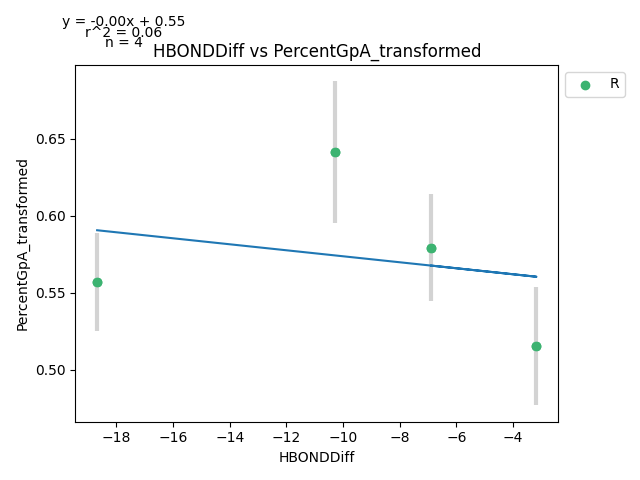 y = -0.00x + 0.55
r^2 = 0.06
n = 4
HBONDDiff vs PercentGpA_transformed
R
PercentGpA_transformed
0.65
0.60
0.55
0.50
−18
−16
−14
−12
−10
−8
−6
−4
HBONDDiff